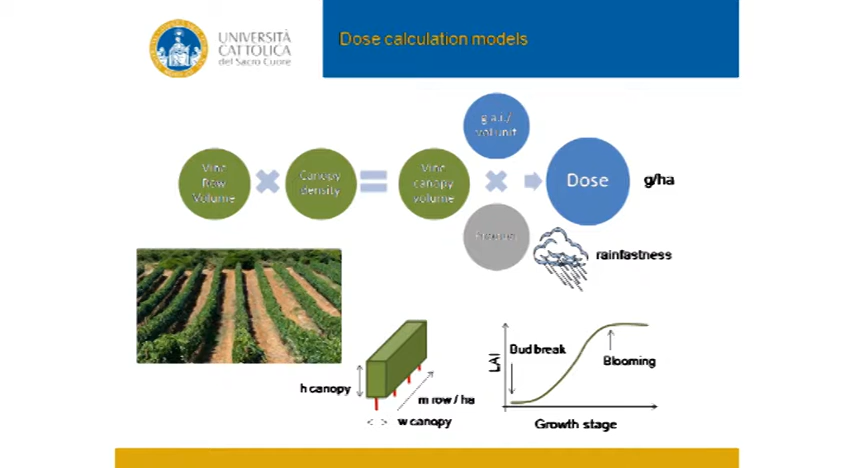 UNIVERSITÀ
CATTOLICA
del Sacro Cuore
Dose calculation models
Vine
Row
Volume
Canopy
density
Vine
canopy
volume
g a.i./
vol unit
Dose
g/ha
rainfastness
h canopy
m row / ha
w canopy
LAI
Bud break
Blooming
Growth stage